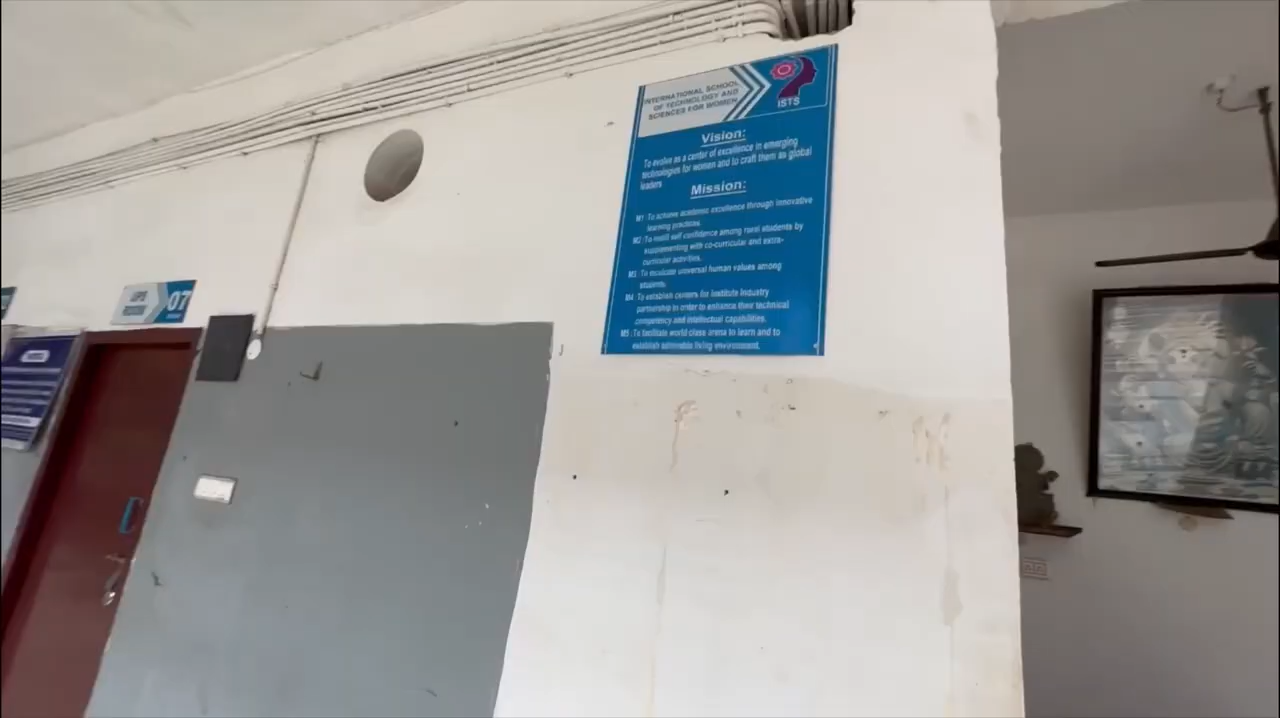 INTERNATIONAL SCHOOL
OF TECHNOLOGY AND
SCIENCES FOR WOMEN
ISTS
Vision:
To evolve as a center of excellence in emerging
technologies for women and to craft them as global
leaders
Mission:
M1: To achieve academic excellence through innovative
learning practices.
M2: To instill self confidence among rural students by
supplementing with co-curricular and extra-
curricular activities.
M3: To inculcate universal human values among
students.
M4: To establish centers for Institute Industry
partnership in order to enhance their technical
competency and intellectual capabilities.
M5: To facilitate world class arena to learn and to
establish admirable living environment.
07